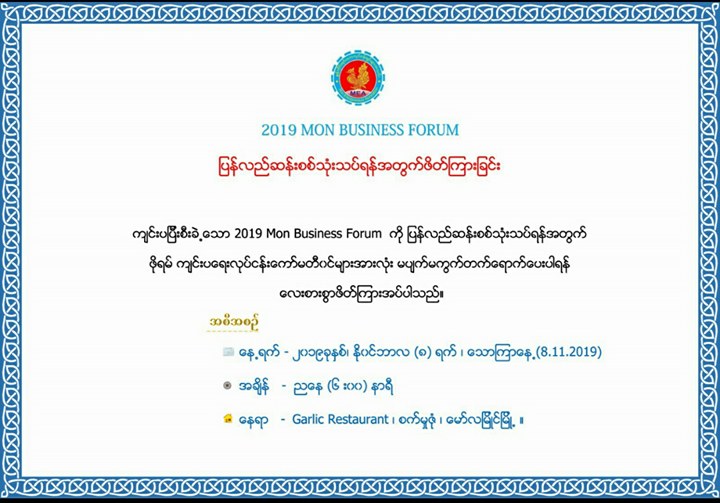 MEA
2019 MON BUSINESS FORUM
ပြန်လည်ဆန်းစစ်သုံးသပ်ရန်အတွက်ဖိတ်ကြားခြင်း
ကျင်းပပြီးစီးခဲ့သော 2019 Mon Business Forum ကို ပြန်လည်ဆန်းစစ်သုံးသပ်ရန်အတွက်
ဖိုရမ် ကျင်းပရေးလုပ်ငန်းကော်မတီဝင်များအားလုံး မပျက်မကွက်တက်ရောက်ပေးပါရန်
လေးစားစွာဖိတ်ကြားအပ်ပါသည်။
အစီအစဉ်
နေ့ရက် - ၂၀၁၉ခုနှစ်၊ နိုဝင်ဘာလ (၈) ရက် ၊ သောကြာနေ့ (8.11.2019)
အချိန် - ညနေ (၆း၀၀) နာရီ
နေရာ - Garlic Restaurant ၊ စက်မှုဇုံ ၊ မော်လမြိုင်မြို့ ။